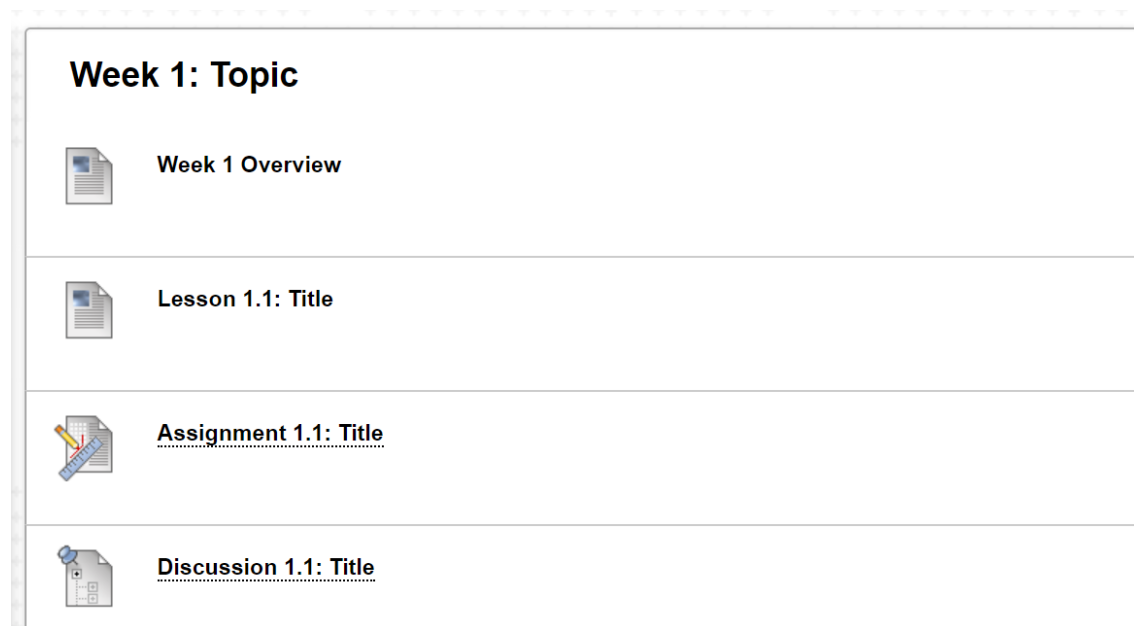 Week 1: Topic
Week 1 Overview
Lesson 1.1: Title
Assignment 1.1: Title
Discussion 1.1: Title